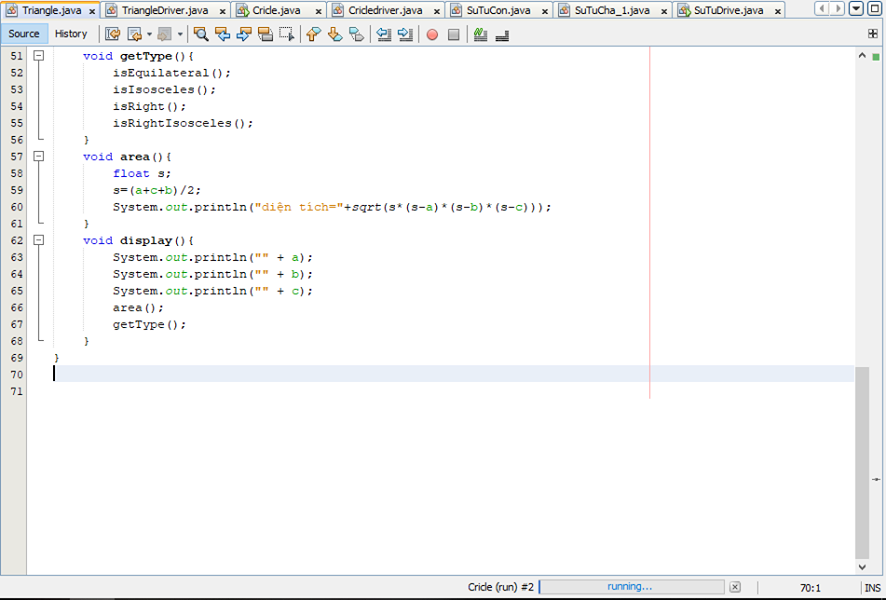 Triangle.java x TriangleDriver.java x Cricle.java x Cricledriver.java x SuTuCon.java x SuTuCha_1.java x SuTuDrive.java x
Source History
51 void getType(){
52 isEquilateral();
53 isIsosceles();
54 isRight();
55 isRightIsosceles();
56 }
57 void area(){
58 float s;
59 s=(a+c+b)/2;
60 System.out.println("diện tích="+sqrt(s*(s-a)*(s-b)*(s-c)));
61 }
62 void display(){
63 System.out.println("" + a);
64 System.out.println("" + b);
65 System.out.println("" + c);
66 area();
67 getType();
68 }
69 }
70
71
Cricle (run) #2 running... 70:1 INS